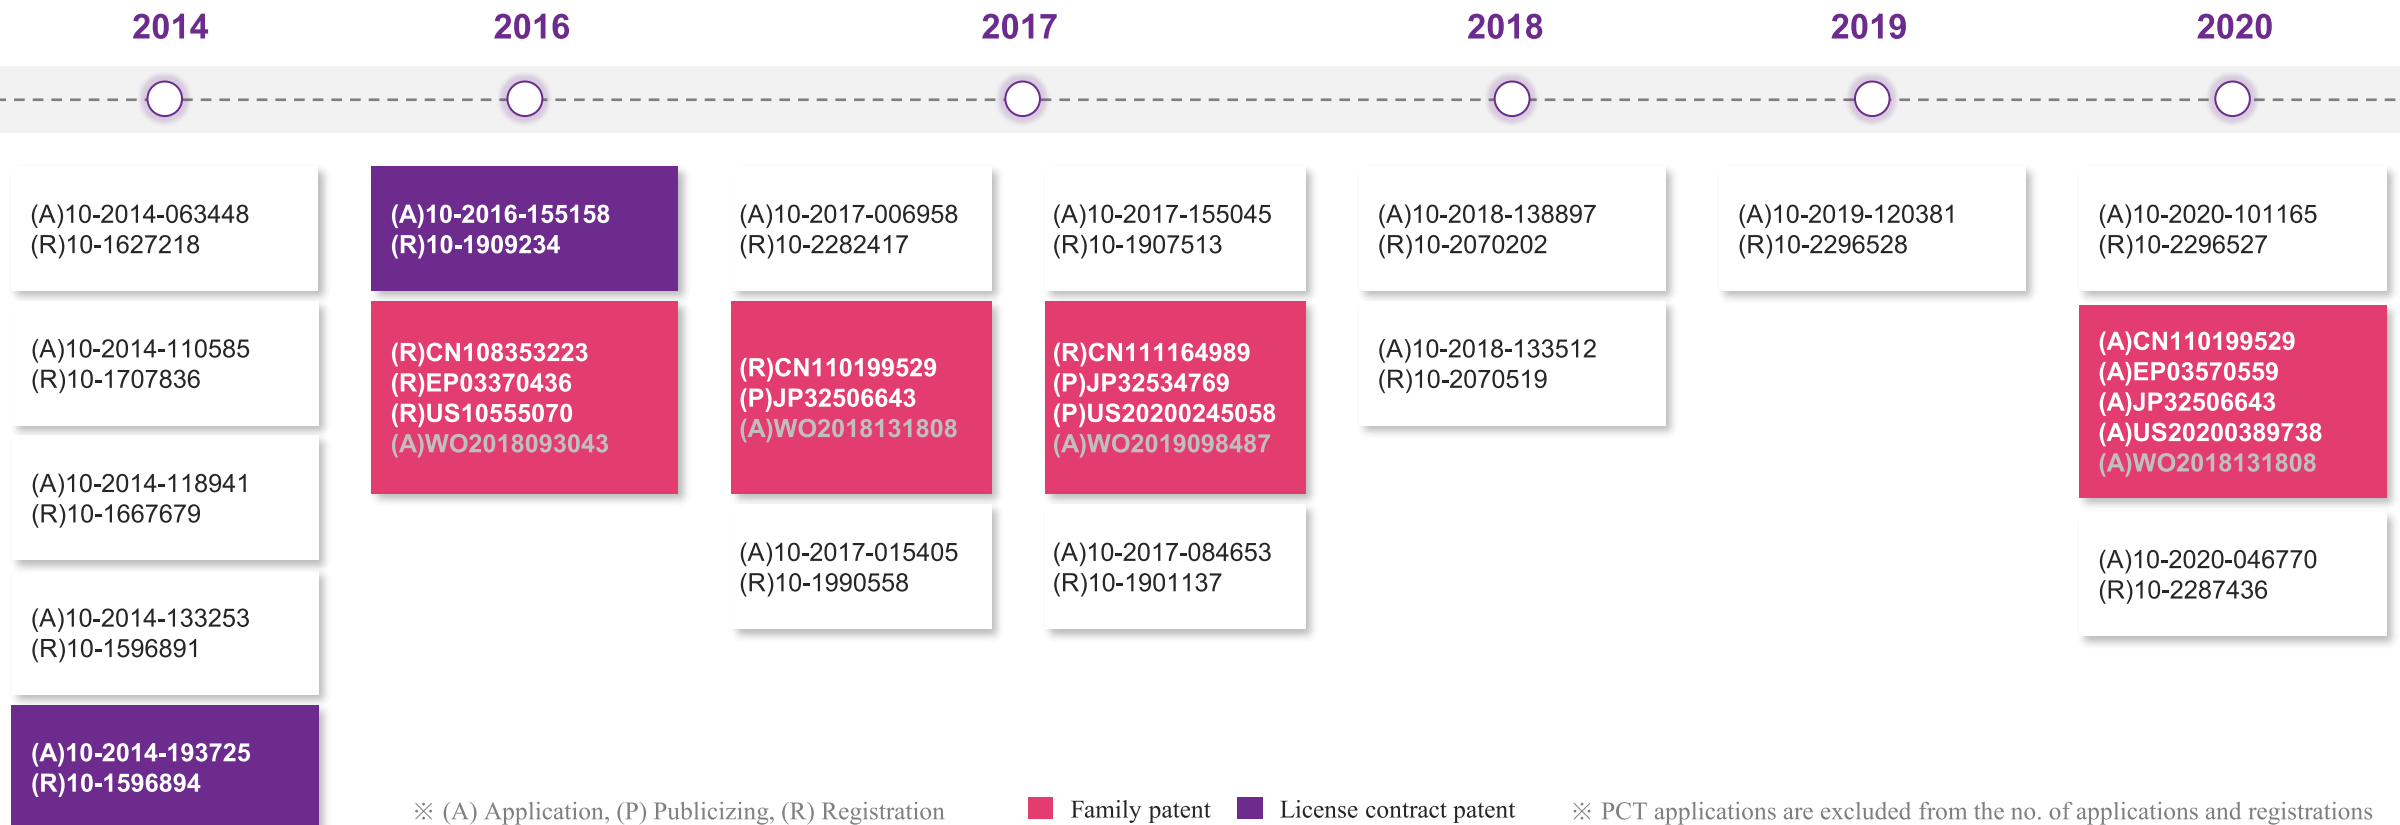 2014
2016
2017
2018
2019
2020
(A)10-2014-063448
(R)10-1627218
(A)10-2014-110585
(R)10-1707836
(A)10-2014-118941
(R)10-1667679
(A)10-2014-133253
(R)10-1596891
(A)10-2014-193725
(R)10-1596894
(A)10-2016-155158
(R)10-1909234
(R)CN108353223
(R)EP03370436
(R)US10555070
(A)WO2018093043
(A)10-2017-006958
(R)10-2282417
(R)CN110199529
(P)JP32506643
(A)WO2018131808
(A)10-2017-015405
(R)10-1990558
(A)10-2017-155045
(R)10-1907513
(R)CN111164989
(P)JP32534769
(P)US20200245058
(A)WO2019098487
(A)10-2017-084653
(R)10-1901137
(A)10-2018-138897
(R)10-2070202
(A)10-2018-133512
(R)10-2070519
(A)10-2019-120381
(R)10-2296528
(A)10-2020-101165
(R)10-2296527
(A)CN110199529
(A)EP03570559
(A)JP32506643
(A)US20200389738
(A)WO2018131808
(A)10-2020-046770
(R)10-2287436
※ (A) Application, (P) Publicizing, (R) Registration
Family patent
License contract patent
※ PCT applications are excluded from the no. of applications and registrations